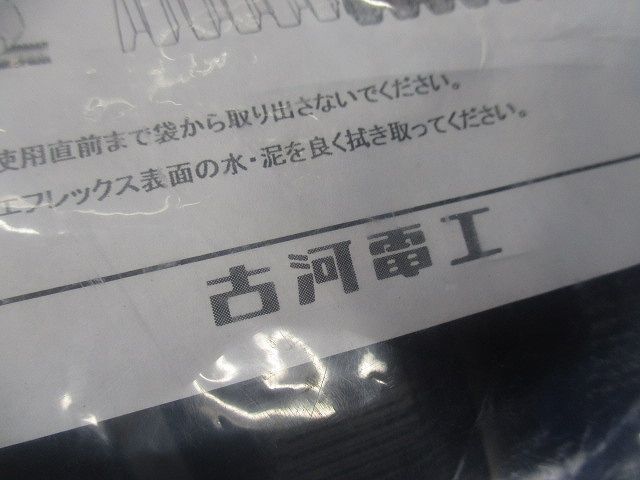 使用直前まで袋から取り出さないでください。
エフレックス表面の水・泥を良く拭き取ってください。
古河電工